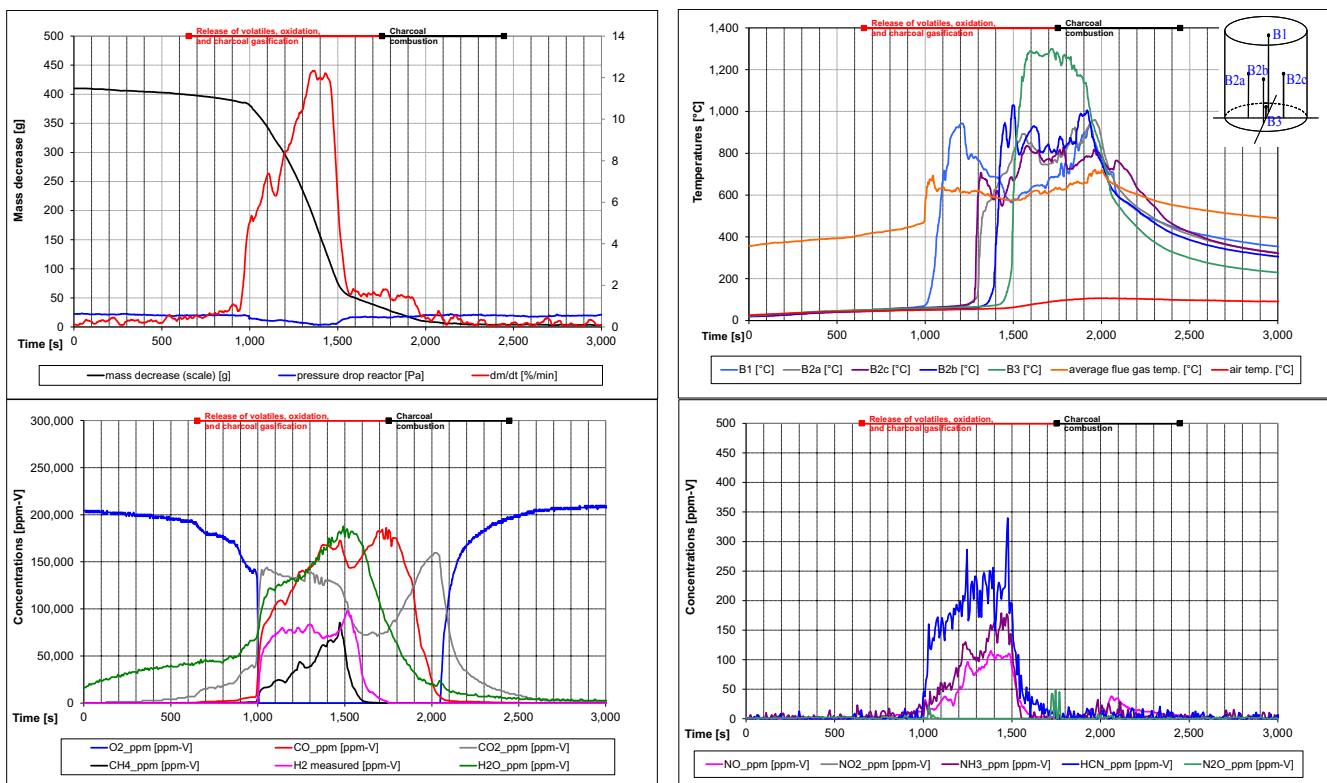 Release of volatiles, oxidation,
and charcoal gasification
Charcoal
combustion
500
450
400
350
300
250
200
150
100
50
0
Mass decrease [g]
14
12
10
8
6
4
2
0
0
500
1,000
1,500
2,000
2,500
3,000
Time [s]
mass decrease (scale) [g]
pressure drop reactor [Pa]
dm/dt [%/min]
Release of volatiles, oxidation,
and charcoal gasification
Charcoal
combustion
1,400
1,200
1,000
800
600
400
200
0
Temperatures [°C]
B1
B2b
B2a
B2c
B3
0
500
1,000
1,500
2,000
2,500
3,000
Time [s]
B1 [°C]
B2a [°C]
B2c [°C]
B2b [°C]
B3 [°C]
average flue gas temp. [°C]
air temp. [°C]
Release of volatiles, oxidation,
and charcoal gasification
Charcoal
combustion
300,000
250,000
200,000
150,000
100,000
50,000
0
Concentrations [ppm-V]
0
500
1,000
1,500
2,000
2,500
3,000
Time [s]
O2_ppm [ppm-V]
CO_ppm [ppm-V]
CO2_ppm [ppm-V]
CH4_ppm [ppm-V]
H2 measured [ppm-V]
H2O_ppm [ppm-V]
Release of volatiles, oxidation,
and charcoal gasification
Charcoal
combustion
500
450
400
350
300
250
200
150
100
50
0
Concentrations [ppm-V]
0
500
1,000
1,500
2,000
2,500
3,000
Time [s]
NO_ppm [ppm-V]
NO2_ppm [ppm-V]
NH3_ppm [ppm-V]
HCN_ppm [ppm-V]
N2O_ppm [ppm-V]